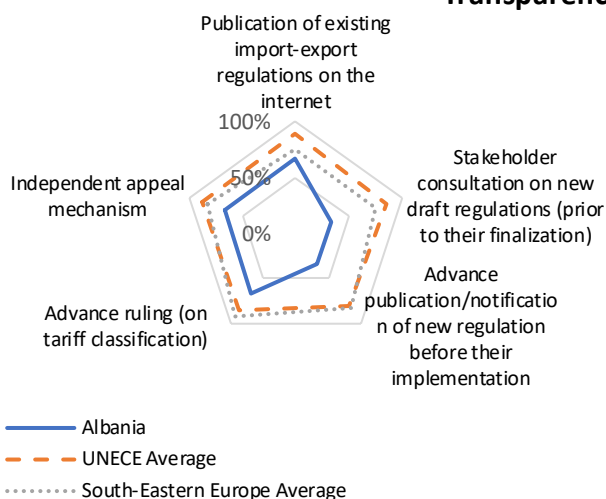 Publication of existing
import-export
regulations on the
internet
100%
50%
0%
Stakeholder
consultation on new
draft regulations (prior
to their finalization)
Advance
publication/notificatio
n of new regulation
before their
implementation
Advance ruling (on
tariff classification)
Independent appeal
mechanism
Albania
UNECE Average
South-Eastern Europe Average